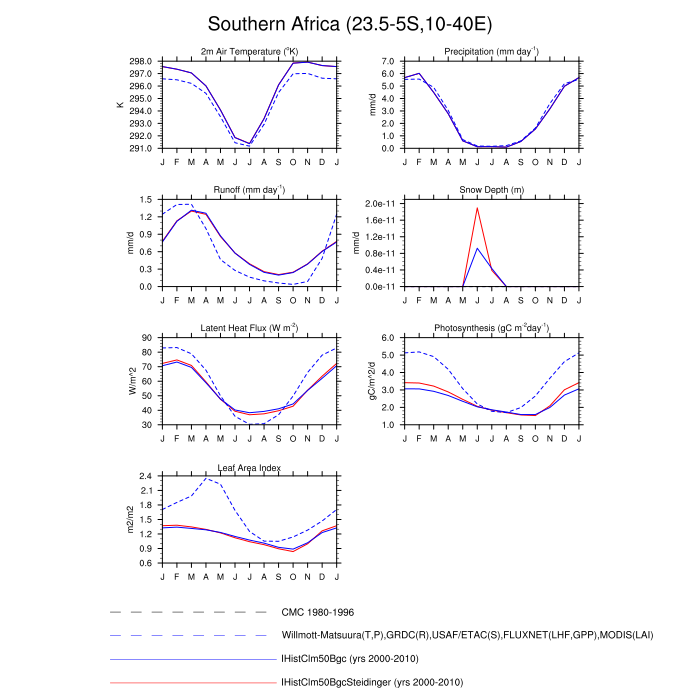 Southern Africa (23.5-5S,10-40E)
2m Air Temperature (°K)
Precipitation (mm day-1)
298.0
297.0
296.0
295.0
294.0
293.0
292.0
291.0
K
J F M A M J J A S O N D J
7.0
6.0
5.0
4.0
3.0
2.0
1.0
0.0
mm/d
J F M A M J J A S O N D J
Runoff (mm day-1)
Snow Depth (m)
1.5
1.2
0.9
0.6
0.3
0.0
mm/d
J F M A M J J A S O N D J
2.0e-11
1.6e-11
1.2e-11
0.8e-11
0.4e-11
0.0e-11
mm/d
J F M A M J J A S O N D J
Latent Heat Flux (W m-2)
Photosynthesis (gC m-2day-1)
90
80
70
60
50
40
30
W/m^2
J F M A M J J A S O N D J
6.0
5.0
4.0
3.0
2.0
1.0
gC/m^2/d
J F M A M J J A S O N D J
Leaf Area Index
2.4
2.1
1.8
1.5
1.2
0.9
0.6
m2/m2
J F M A M J J A S O N D J
CMC 1980-1996
Willmott-Matsuura(T,P),GRDC(R),USAF/ETAC(S),FLUXNET(LHF,GPP),MODIS(LAI)
IHistClm50Bgc (yrs 2000-2010)
IHistClm50BgcSteidinger (yrs 2000-2010)